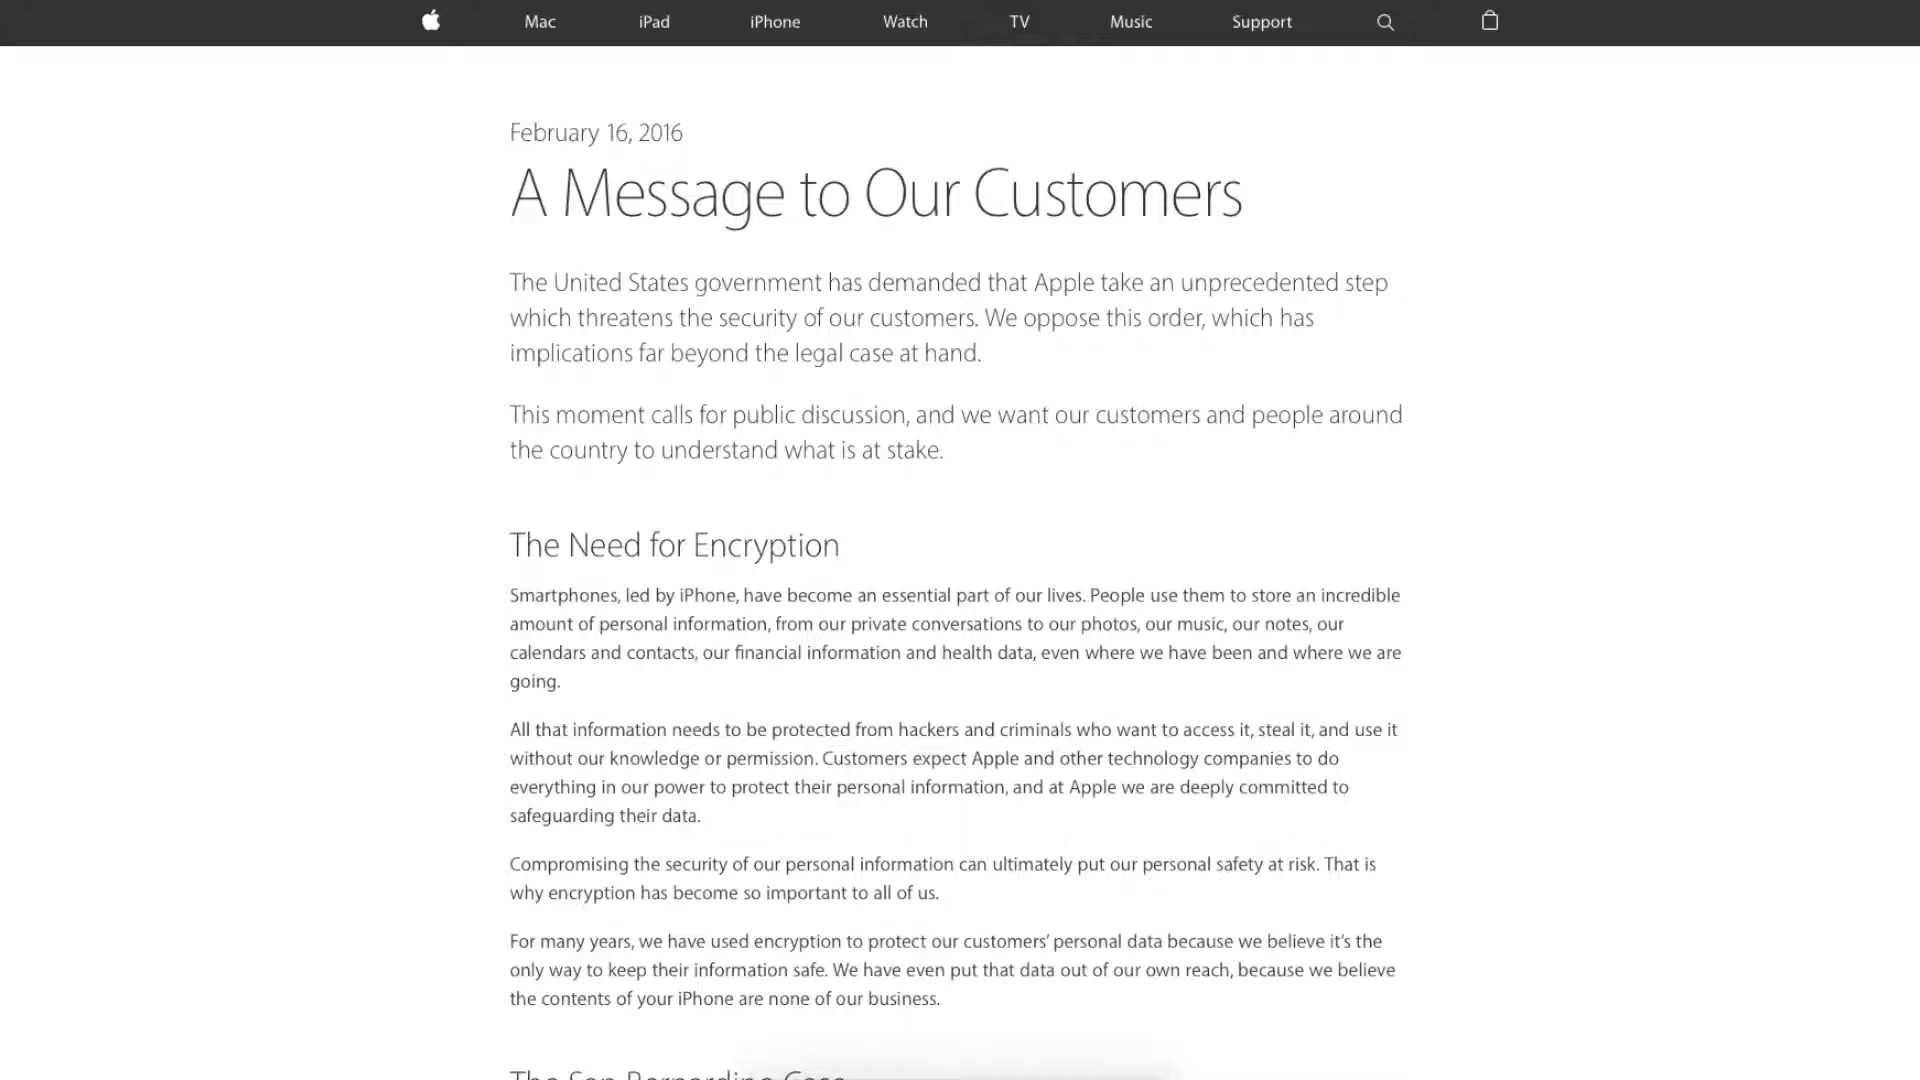 Mac iPad iPhone Watch TV Music Support
February 16, 2016
A Message to Our Customers
The United States government has demanded that Apple take an unprecedented step
which threatens the security of our customers. We oppose this order, which has
implications far beyond the legal case at hand.
This moment calls for public discussion, and we want our customers and people around
the country to understand what is at stake.
The Need for Encryption
Smartphones, led by iPhone, have become an essential part of our lives. People use them to store an incredible
amount of personal information, from our private conversations to our photos, our music, our notes, our
calendars and contacts, our financial information and health data, even where we have been and where we are
going.
All that information needs to be protected from hackers and criminals who want to access it, steal it, and use it
without our knowledge or permission. Customers expect Apple and other technology companies to do
everything in our power to protect their personal information, and at Apple we are deeply committed to
safeguarding their data.
Compromising the security of our personal information can ultimately put our personal safety at risk. That is
why encryption has become so important to all of us.
For many years, we have used encryption to protect our customers’ personal data because we believe it’s the
only way to keep their information safe. We have even put that data out of our own reach, because we believe
the contents of your iPhone are none of our business.
The San Bernardino Case